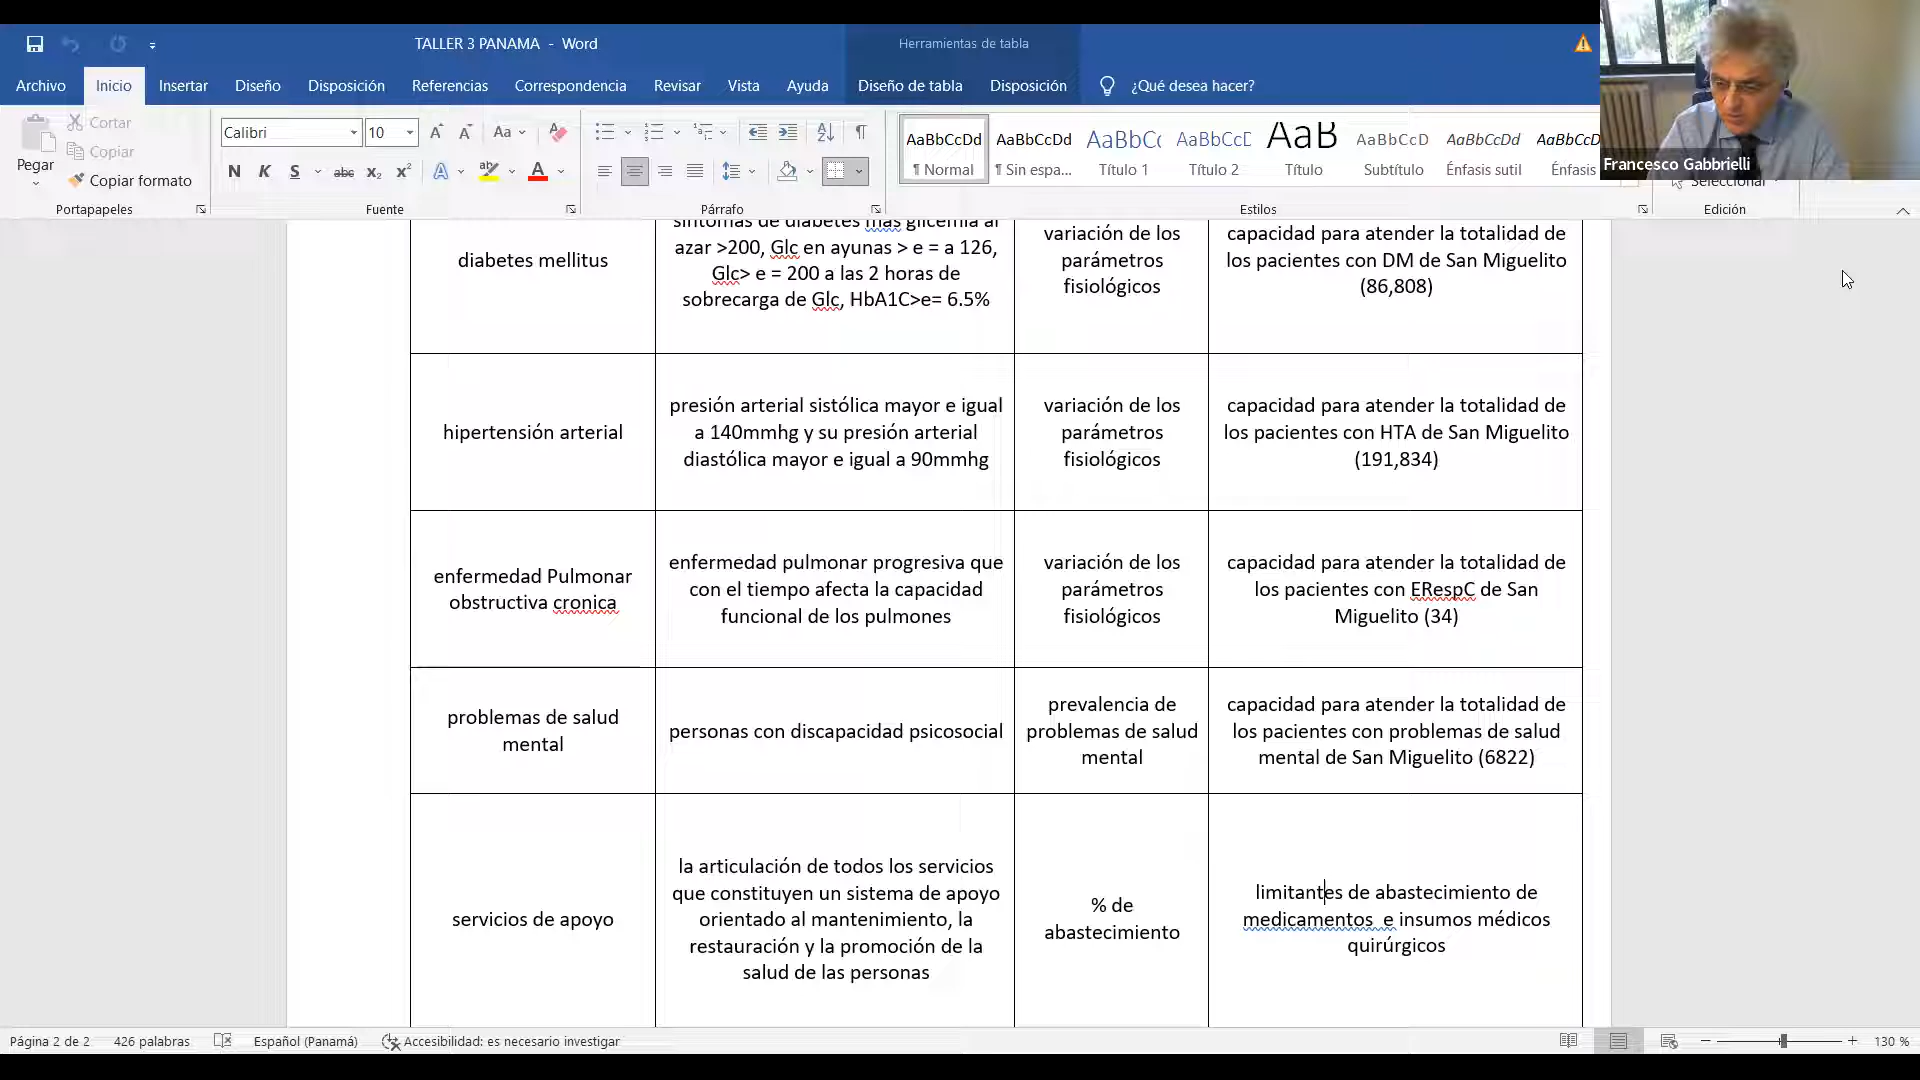 TALLER 3 PANAMA - Word
Herramientas de tabla
Archivo
Inicio
Insertar
Diseño
Disposición
Referencias
Correspondencia
Revisar
Vista
Ayuda
Diseño de tabla
Disposición
¿Qué desea hacer?
Pegar
Cortar
Copiar
Copiar formato
Portapapeles
Calibri
10
Aa
N K S abc x₂ x²
Fuente
Párrafo
AaBbCcDd
¶ Normal
AaBbCcDd
¶ Sin espa...
AaBbC
Título 1
AaBbCc
Título 2
AaB
Título
AaBbCcD
Subtítulo
AaBbCcDd
Énfasis sutil
AaBbCcD
Énfasis
Estilos
Seleccionar
Edición
Francesco Gabbrielli
diabetes mellitus
síntomas de diabetes mas glicemia al
azar >200, Glc en ayunas > e = a 126,
Glc> e = 200 a las 2 horas de
sobrecarga de Glc, HbA1C>e= 6.5%
variación de los
parámetros
fisiológicos
capacidad para atender la totalidad de
los pacientes con DM de San Miguelito
(86,808)
hipertensión arterial
presión arterial sistólica mayor e igual
a 140mmhg y su presión arterial
diastólica mayor e igual a 90mmhg
variación de los
parámetros
fisiológicos
capacidad para atender la totalidad de
los pacientes con HTA de San Miguelito
(191,834)
enfermedad Pulmonar
obstructiva cronica
enfermedad pulmonar progresiva que
con el tiempo afecta la capacidad
funcional de los pulmones
variación de los
parámetros
fisiológicos
capacidad para atender la totalidad de
los pacientes con ERespC de San
Miguelito (34)
problemas de salud
mental
personas con discapacidad psicosocial
prevalencia de
problemas de salud
mental
capacidad para atender la totalidad de
los pacientes con problemas de salud
mental de San Miguelito (6822)
servicios de apoyo
la articulación de todos los servicios
que constituyen un sistema de apoyo
orientado al mantenimiento, la
restauración y la promoción de la
salud de las personas
% de
abastecimiento
limitantes de abastecimiento de
medicamentos e insumos médicos
quirúrgicos
Página 2 de 2
426 palabras
Español (Panamá)
Accesibilidad: es necesario investigar
130 %